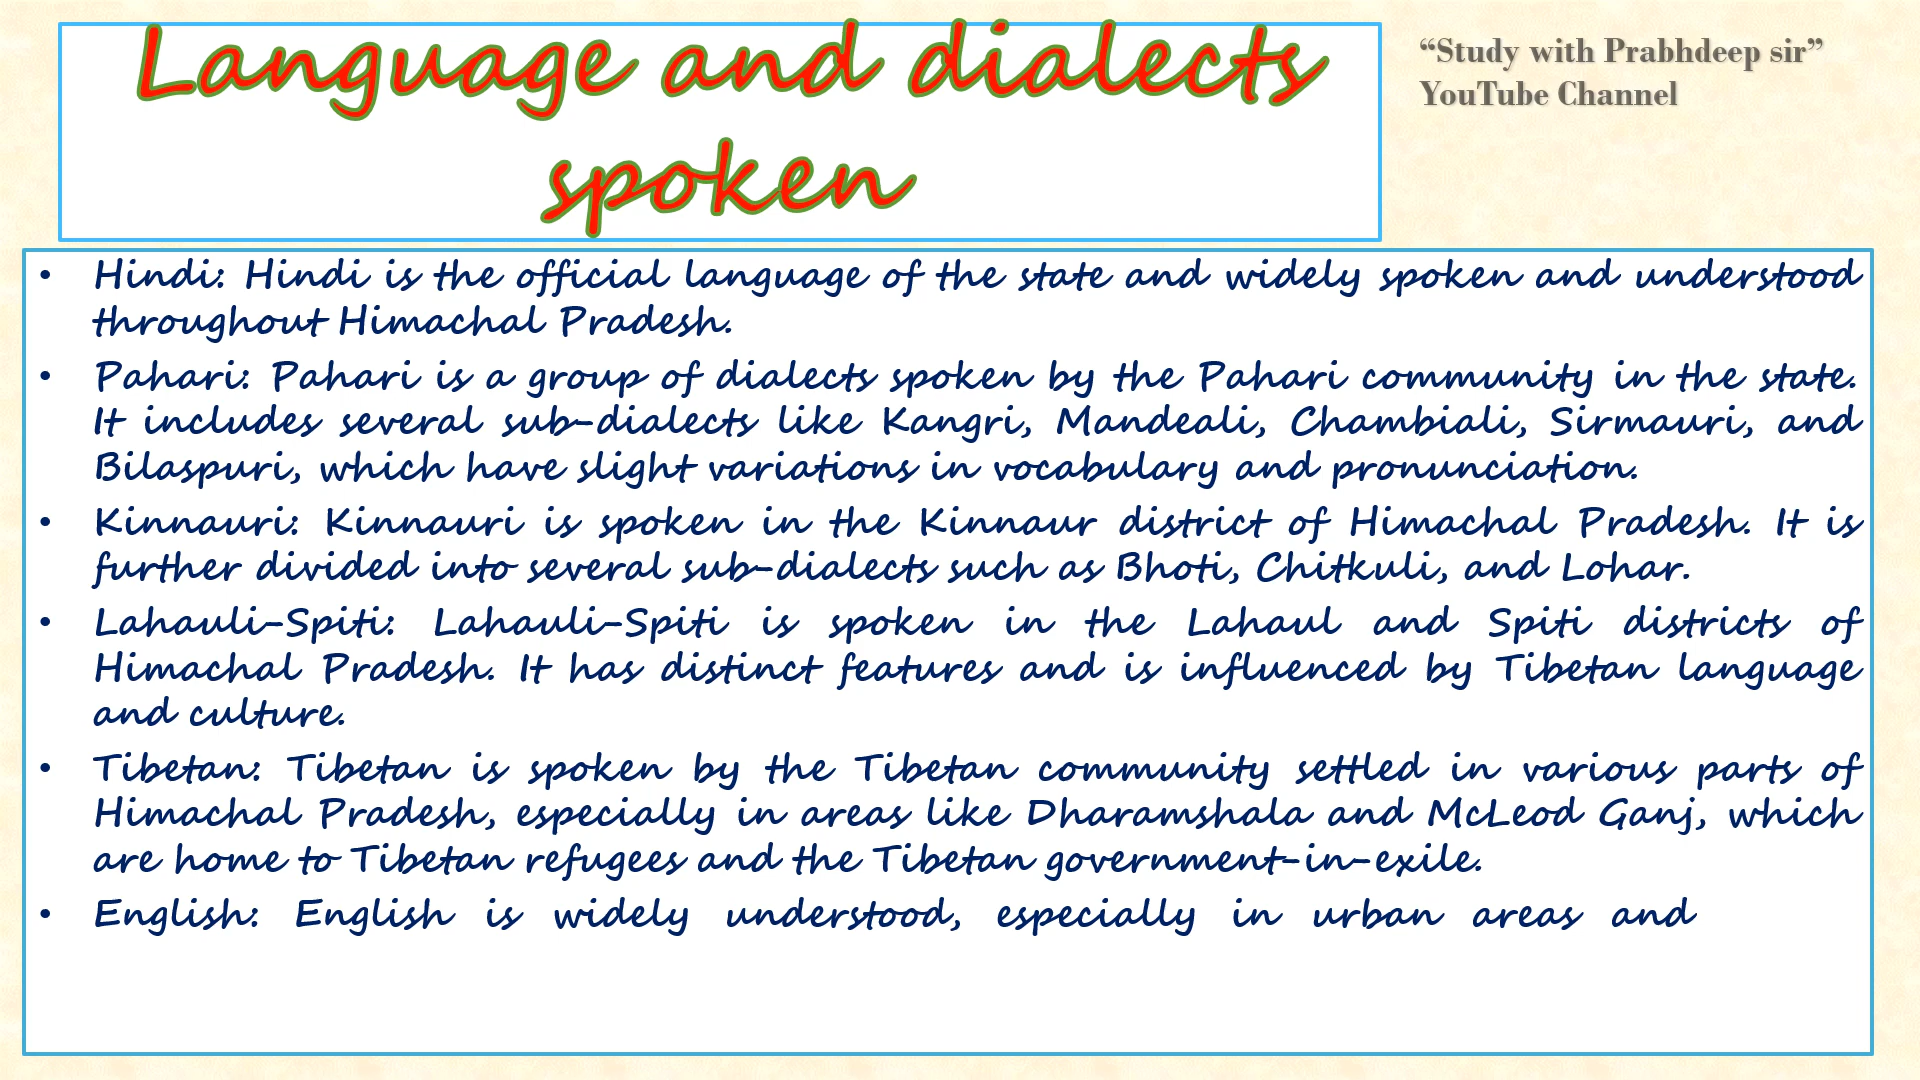 Language and dialects
spoken
“Study with Prabhdeep sir”
YouTube Channel
• Hindi: Hindi is the official language of the state and widely spoken and understood
throughout Himachal Pradesh.
• Pahari: Pahari is a group of dialects spoken by the Pahari community in the state.
It includes several sub-dialects like Kangri, Mandeali, Chambiali, Sirmauri, and
Bilaspuri, which have slight variations in vocabulary and pronunciation.
• Kinnauri: Kinnauri is spoken in the Kinnaur district of Himachal Pradesh. It is
further divided into several sub-dialects such as Bhoti, Chitkuli, and Lohar.
• Lahauli-Spiti: Lahauli-Spiti is spoken in the Lahaul and Spiti districts of
Himachal Pradesh. It has distinct features and is influenced by Tibetan language
and culture.
• Tibetan: Tibetan is spoken by the Tibetan community settled in various parts of
Himachal Pradesh, especially in areas like Dharamshala and McLeod Ganj, which
are home to Tibetan refugees and the Tibetan government-in-exile.
• English: English is widely understood, especially in urban areas and